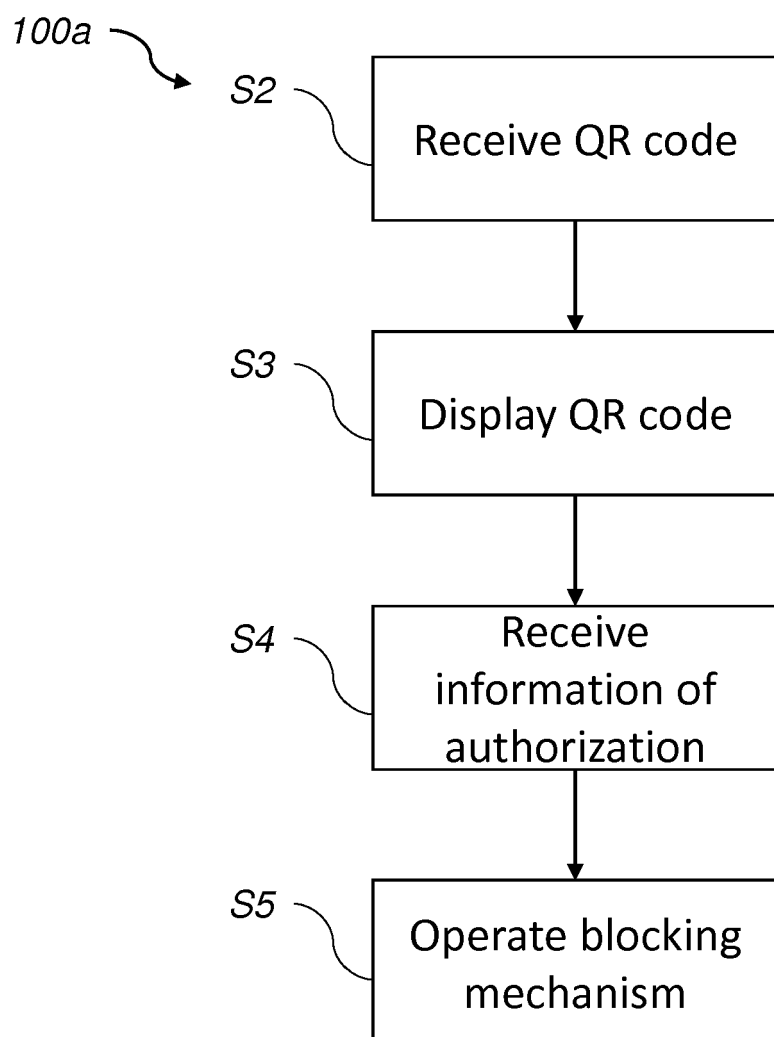 100a
S2
Receive QR code
S3
Display QR code
S4
Receive
information of
authorization
S5
Operate blocking
mechanism